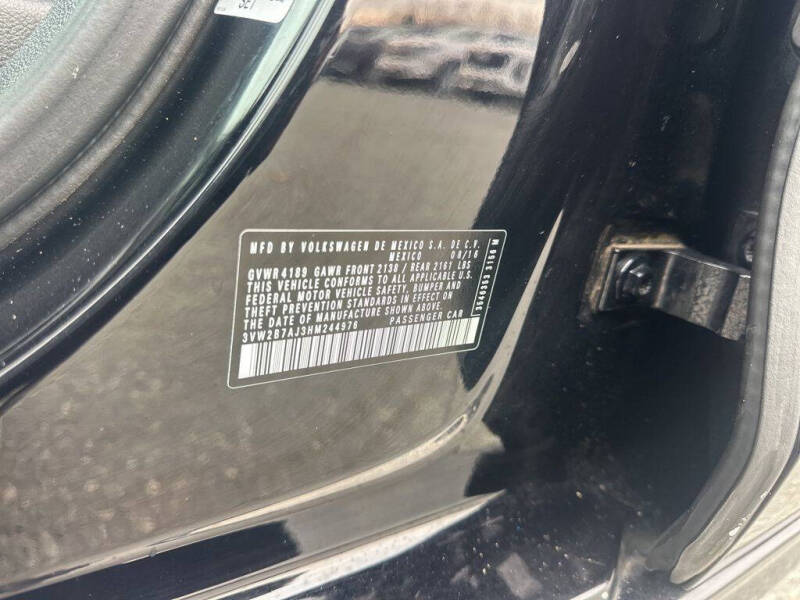 SET
MFD BY VOLKSWAGEN DE MEXICO S.A. DE C.V.
MEXICO 08/16
GVWR 4189 GAWR FRONT 2138 / REAR 2161 LBS
THIS VEHICLE CONFORMS TO ALL APPLICABLE U.S.
FEDERAL MOTOR VEHICLE SAFETY, BUMPER AND
THEFT PREVENTION STANDARDS IN EFFECT ON
THE DATE OF MANUFACTURE SHOWN ABOVE.
3VW2B7AJ3HM244976 PASSENGER CAR